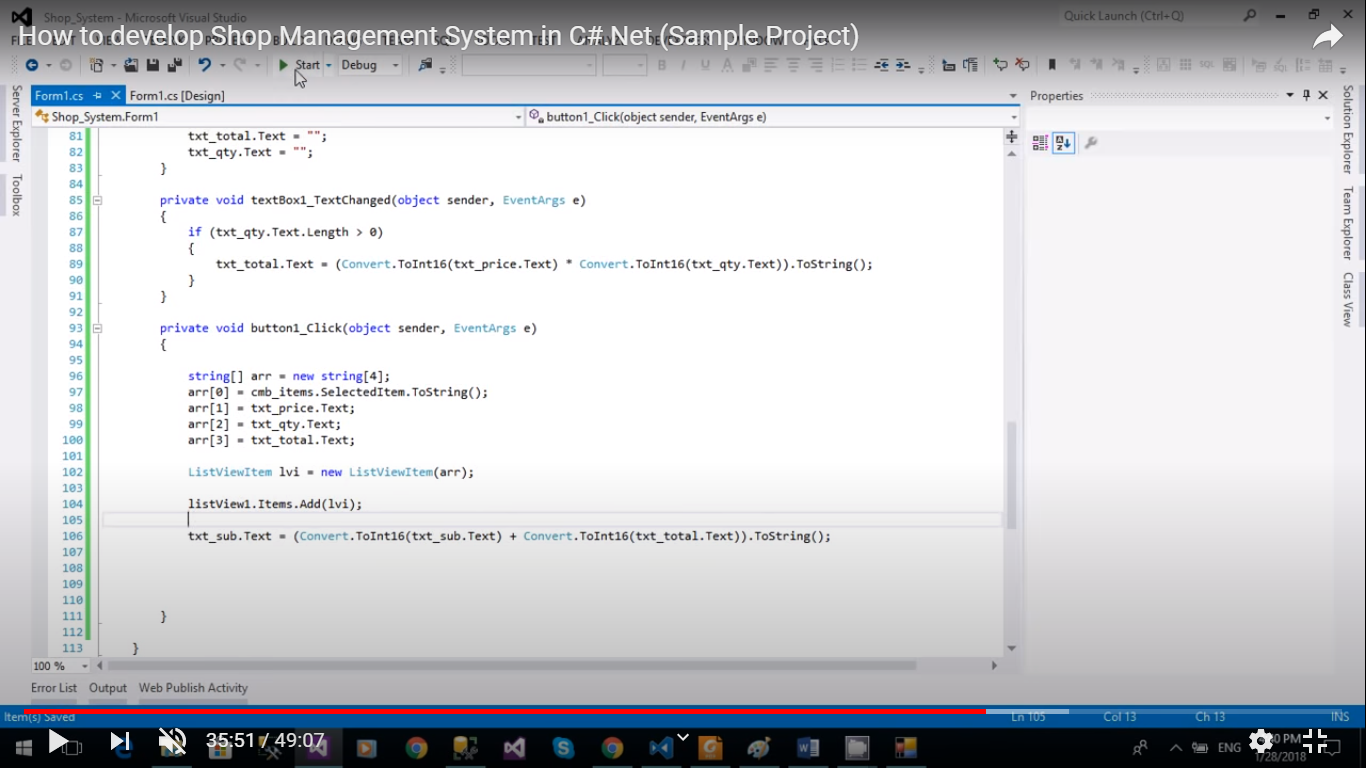 Shop_System - Microsoft Visual Studio
Quick Launch (Ctrl+Q)
How to develop Shop Management System in C#.Net (Sample Project)
Start
Debug
Form1.cs
Form1.cs [Design]
Properties
Shop_System.Form1
button1_Click(object sender, EventArgs e)
Server Explorer
Toolbox
Solution Explorer
Team Explorer
Class View
81 txt_total.Text = "";
82 txt_qty.Text = "";
83 }
84
85 private void textBox1_TextChanged(object sender, EventArgs e)
86 {
87 if (txt_qty.Text.Length > 0)
88 {
89 txt_total.Text = (Convert.ToInt16(txt_price.Text) * Convert.ToInt16(txt_qty.Text)).ToString();
90 }
91 }
92
93 private void button1_Click(object sender, EventArgs e)
94 {
95
96 string[] arr = new string[4];
97 arr[0] = cmb_items.SelectedItem.ToString();
98 arr[1] = txt_price.Text;
99 arr[2] = txt_qty.Text;
100 arr[3] = txt_total.Text;
101
102 ListViewItem lvi = new ListViewItem(arr);
103
104 listView1.Items.Add(lvi);
105
106 txt_sub.Text = (Convert.ToInt16(txt_sub.Text) + Convert.ToInt16(txt_total.Text)).ToString();
107
108
109
110
111 }
112
113 }
100 %
Error List Output Web Publish Activity
Item(s) Saved
Ln 105 Col 13 Ch 13 INS
35:51 / 49:07
ENG
PM
1/28/2018